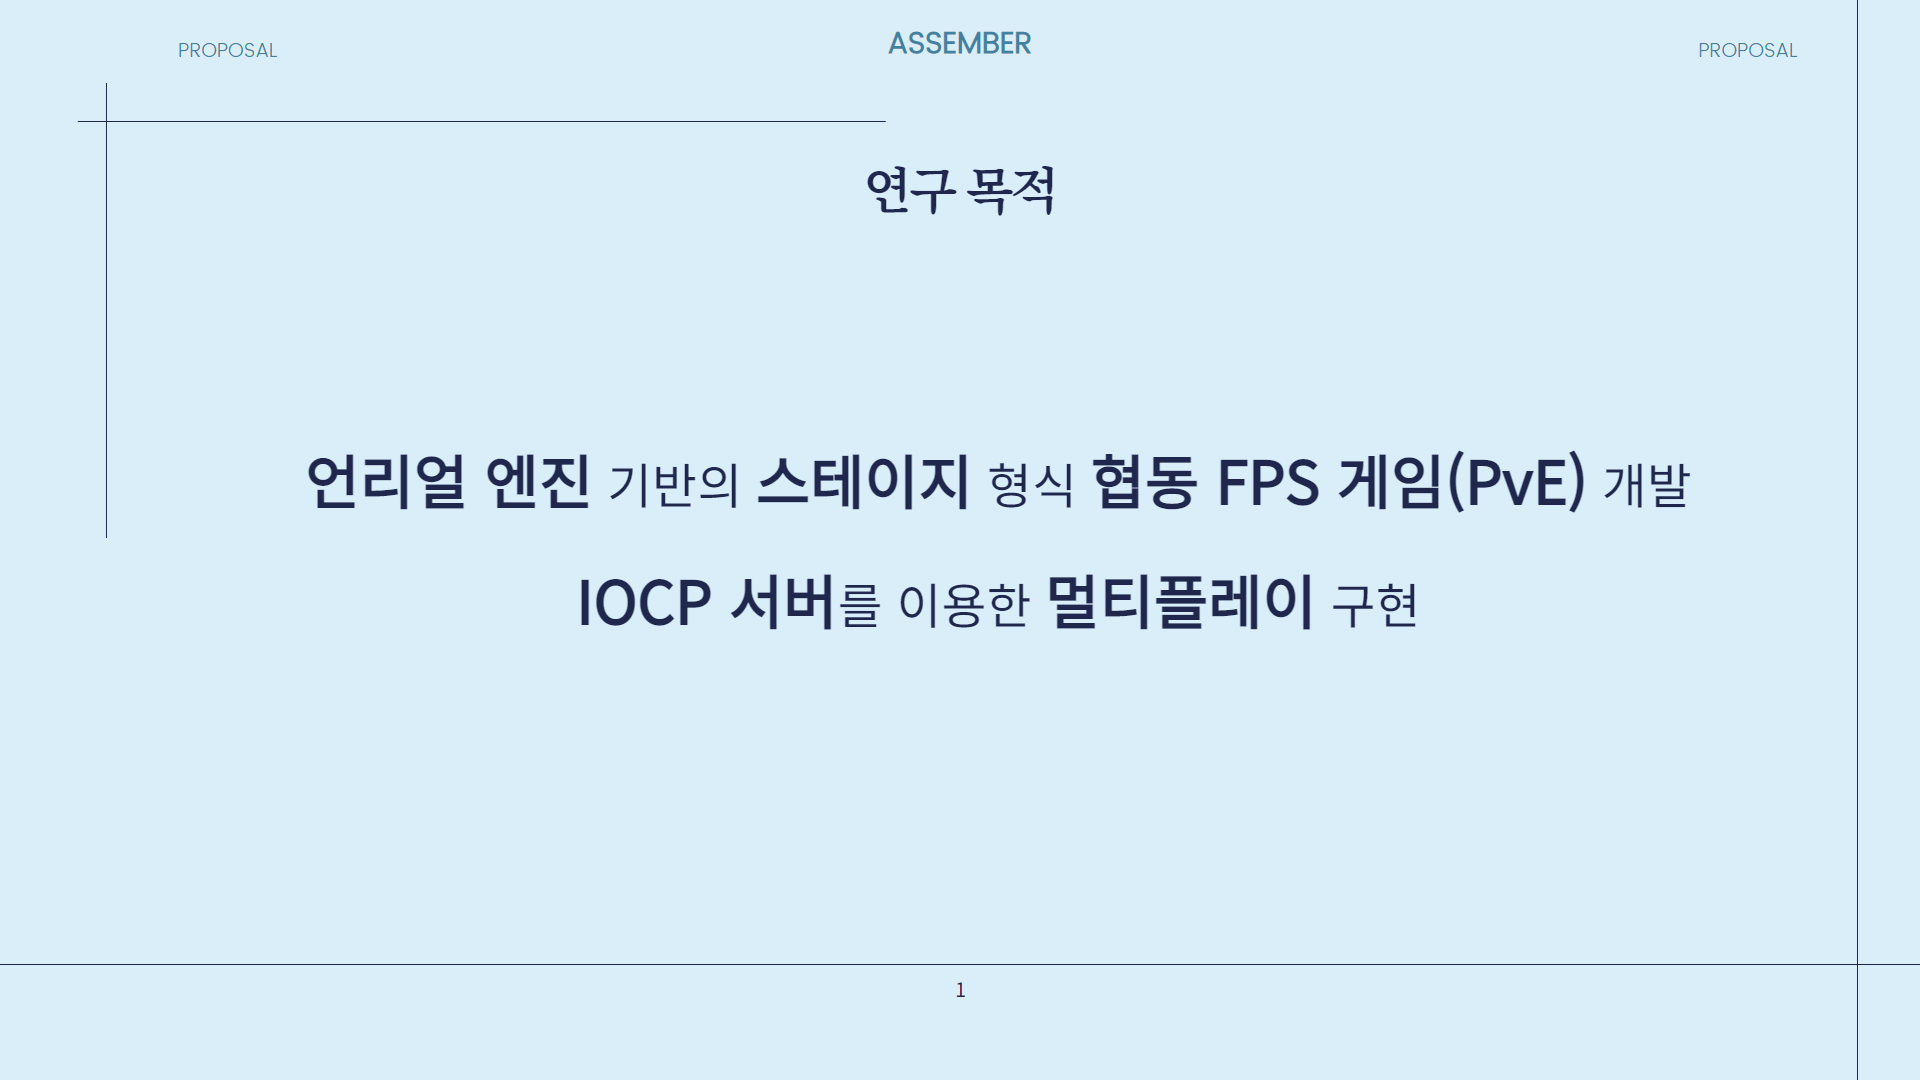 PROPOSAL
ASSEMBER
PROPOSAL
연구 목적
언리얼 엔진 기반의 스테이지 형식 협동 FPS 게임(PvE) 개발
IOCP 서버를 이용한 멀티플레이 구현
1